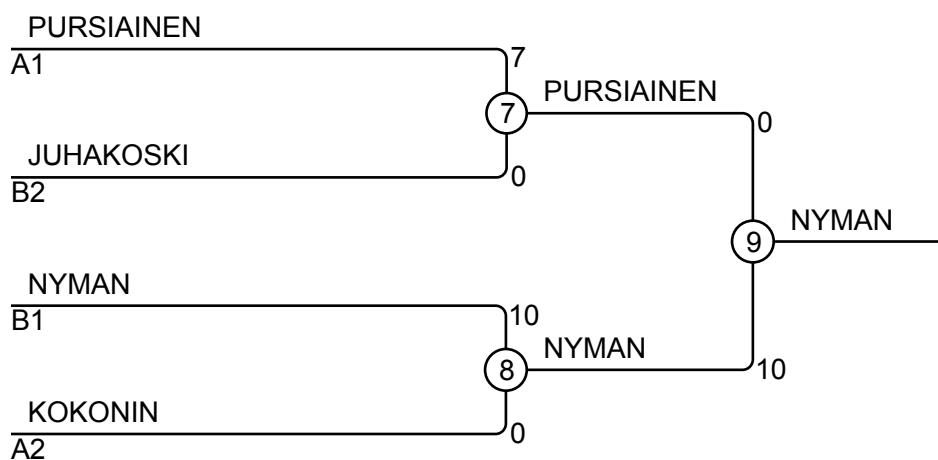 PURSIAINEN
A1
7
7
PURSIAINEN
0
JUHAKOSKI
B2
0
9
NYMAN
NYMAN
B1
10
8
NYMAN
10
KOKONIN
A2
0